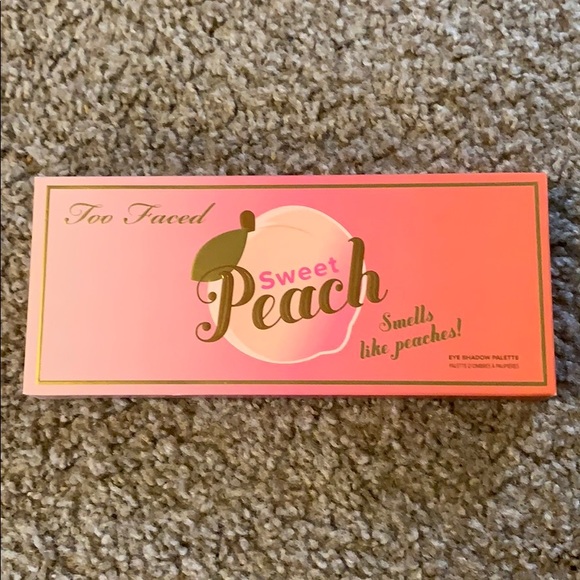 Too Faced
Sweet
Peach
Smells
like peaches!
EYE SHADOW PALETTE
PALETTE D'OMBRES À PAUPIÈRES